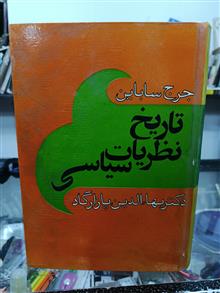 جرج ساباین
تاریخ
نظریات
سیاسی
دکتر بهاءالدین پازارگاد